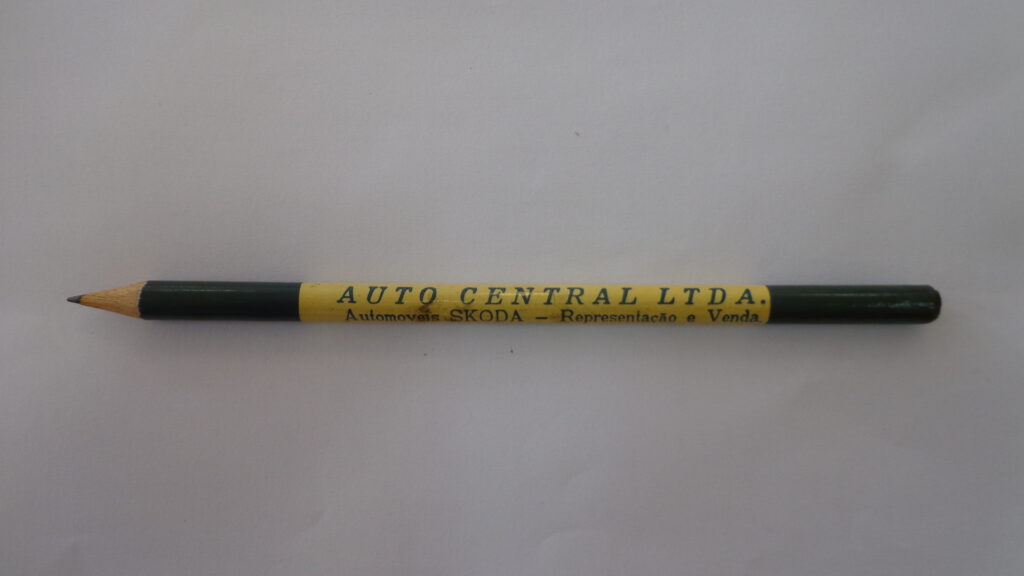 AUTO CENTRAL LTDA.
Automoveis SKODA — Representação e Venda